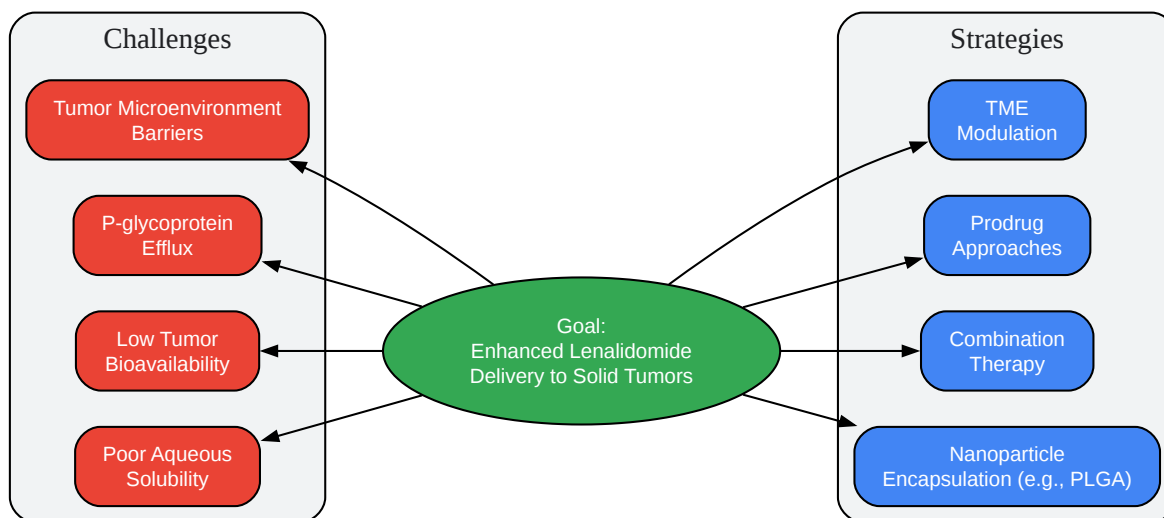 Challenges
Tumor Microenvironment
Barriers
P-glycoprotein
Efflux
Low Tumor
Bioavailability
Poor Aqueous
Solubility
Goal:
Enhanced Lenalidomide
Delivery to Solid Tumors
Strategies
TME
Modulation
Prodrug
Approaches
Combination
Therapy
Nanoparticle
Encapsulation (e.g., PLGA)